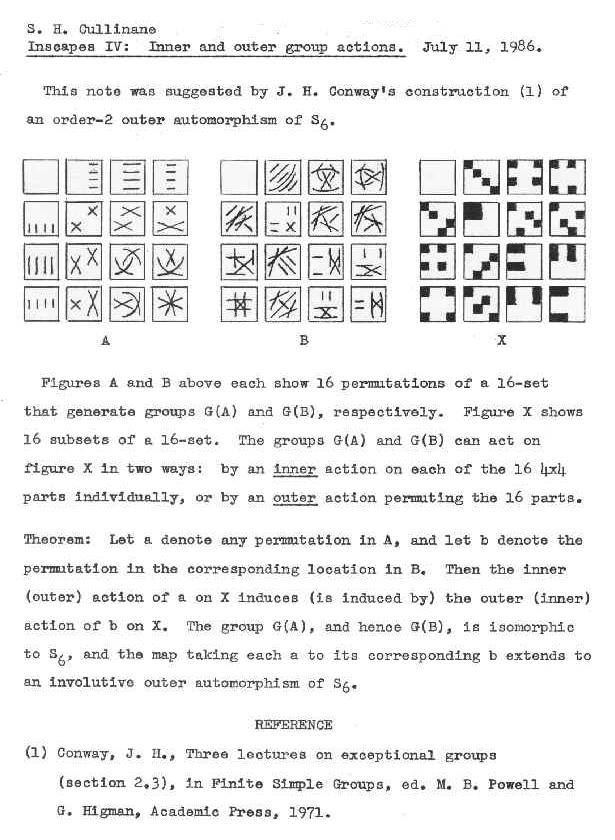 S. H. Cullinane
Inscapes IV: Inner and outer group actions. July 11, 1986.
This note was suggested by J. H. Conway's construction (1) of
an order-2 outer automorphism of S6.
A B X
Figures A and B above each show 16 permutations of a 16-set
that generate groups G(A) and G(B), respectively. Figure X shows
16 subsets of a 16-set. The groups G(A) and G(B) can act on
figure X in two ways: by an inner action on each of the 16 4x4
parts individually, or by an outer action permuting the 16 parts.
Theorem: Let a denote any permutation in A, and let b denote the
permutation in the corresponding location in B. Then the inner
(outer) action of a on X induces (is induced by) the outer (inner)
action of b on X. The group G(A), and hence G(B), is isomorphic
to S6, and the map taking each a to its corresponding b extends to
an involutive outer automorphism of S6.
REFERENCE
(1) Conway, J. H., Three lectures on exceptional groups
(section 2.3), in Finite Simple Groups, ed. M. B. Powell and
G. Higman, Academic Press, 1971.